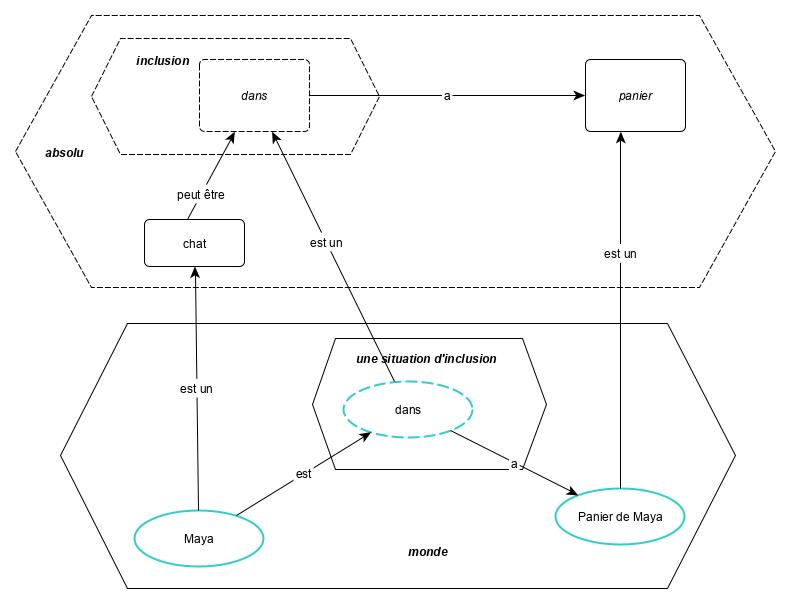 inclusion
dans
a
panier
absolu
peut être
chat
est un
est un
une situation d'inclusion
est un
dans
est
a
Maya
Panier de Maya
monde